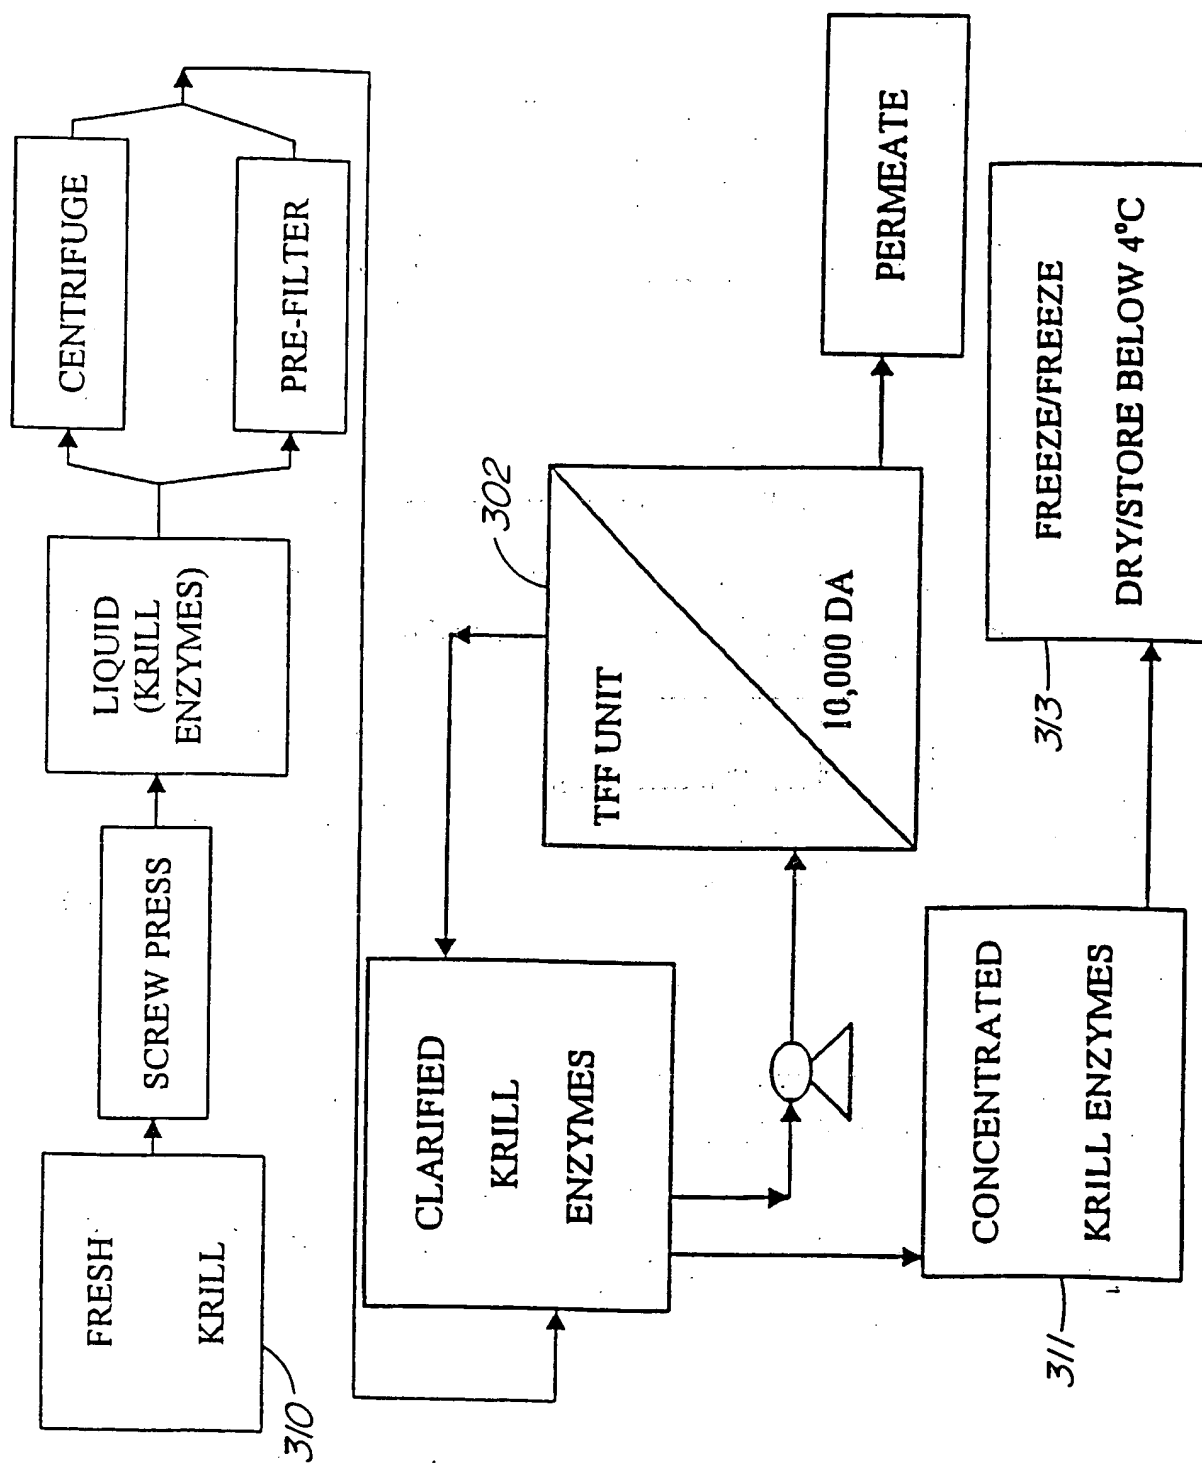 FRESH
KRILL
310
SCREW PRESS
LIQUID
(KRILL
ENZYMES)
CENTRIFUGE
PRE-FILTER
CLARIFIED
KRILL
ENZYMES
TFF UNIT
10,000 DA
302
PERMEATE
CONCENTRATED
KRILL ENZYMES
311
FREEZE/FREEZE
DRY/STORE BELOW 4°C
313